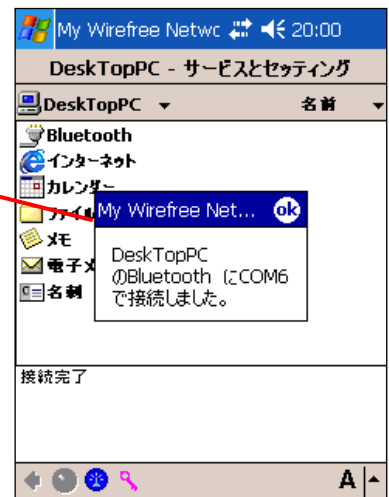 My Wirefree Netwc 20:00
DeskTopPC - サービスとセッティング
DeskTopPC 名前
Bluetooth
インターネット
カレンダー
ファイル
メモ
電子メ
名刺
My Wirefree Net... ok
DeskTopPC
のBluetooth にCOM6
で接続しました。
接続完了
A